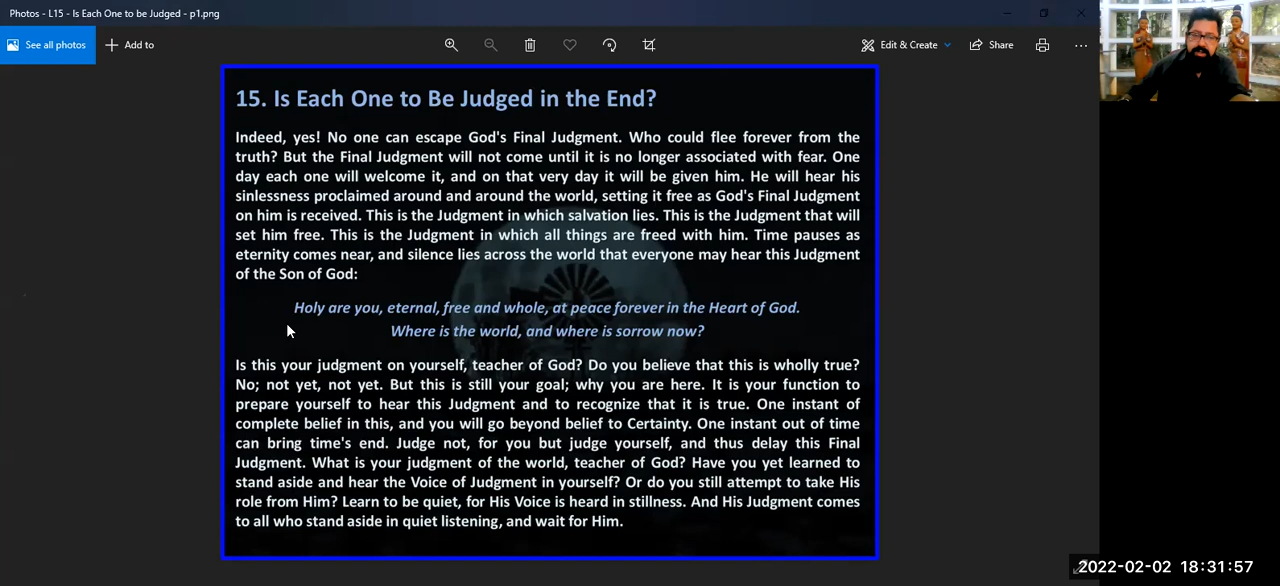 Photos - L15 - Is Each One to be Judged - p1.png
See all photos
Add to
Edit & Create
Share
15. Is Each One to Be Judged in the End?
Indeed, yes! No one can escape God's Final Judgment. Who could flee forever from the
truth? But the Final Judgment will not come until it is no longer associated with fear. One
day each one will welcome it, and on that very day it will be given him. He will hear his
sinlessness proclaimed around and around the world, setting it free as God's Final Judgment
on him is received. This is the Judgment in which salvation lies. This is the Judgment that will
set him free. This is the Judgment in which all things are freed with him. Time pauses as
eternity comes near, and silence lies across the world that everyone may hear this Judgment
of the Son of God:
Holy are you, eternal, free and whole, at peace forever in the Heart of God.
Where is the world, and where is sorrow now?
Is this your judgment on yourself, teacher of God? Do you believe that this is wholly true?
No; not yet, not yet. But this is still your goal; why you are here. It is your function to
prepare yourself to hear this Judgment and to recognize that it is true. One instant of
complete belief in this, and you will go beyond belief to Certainty. One instant out of time
can bring time's end. Judge not, for you but judge yourself, and thus delay this Final
Judgment. What is your judgment of the world, teacher of God? Have you yet learned to
stand aside and hear the Voice of Judgment in yourself? Or do you still attempt to take His
role from Him? Learn to be quiet, for His Voice is heard in stillness. And His Judgment comes
to all who stand aside in quiet listening, and wait for Him.
2022-02-02 18:31:57